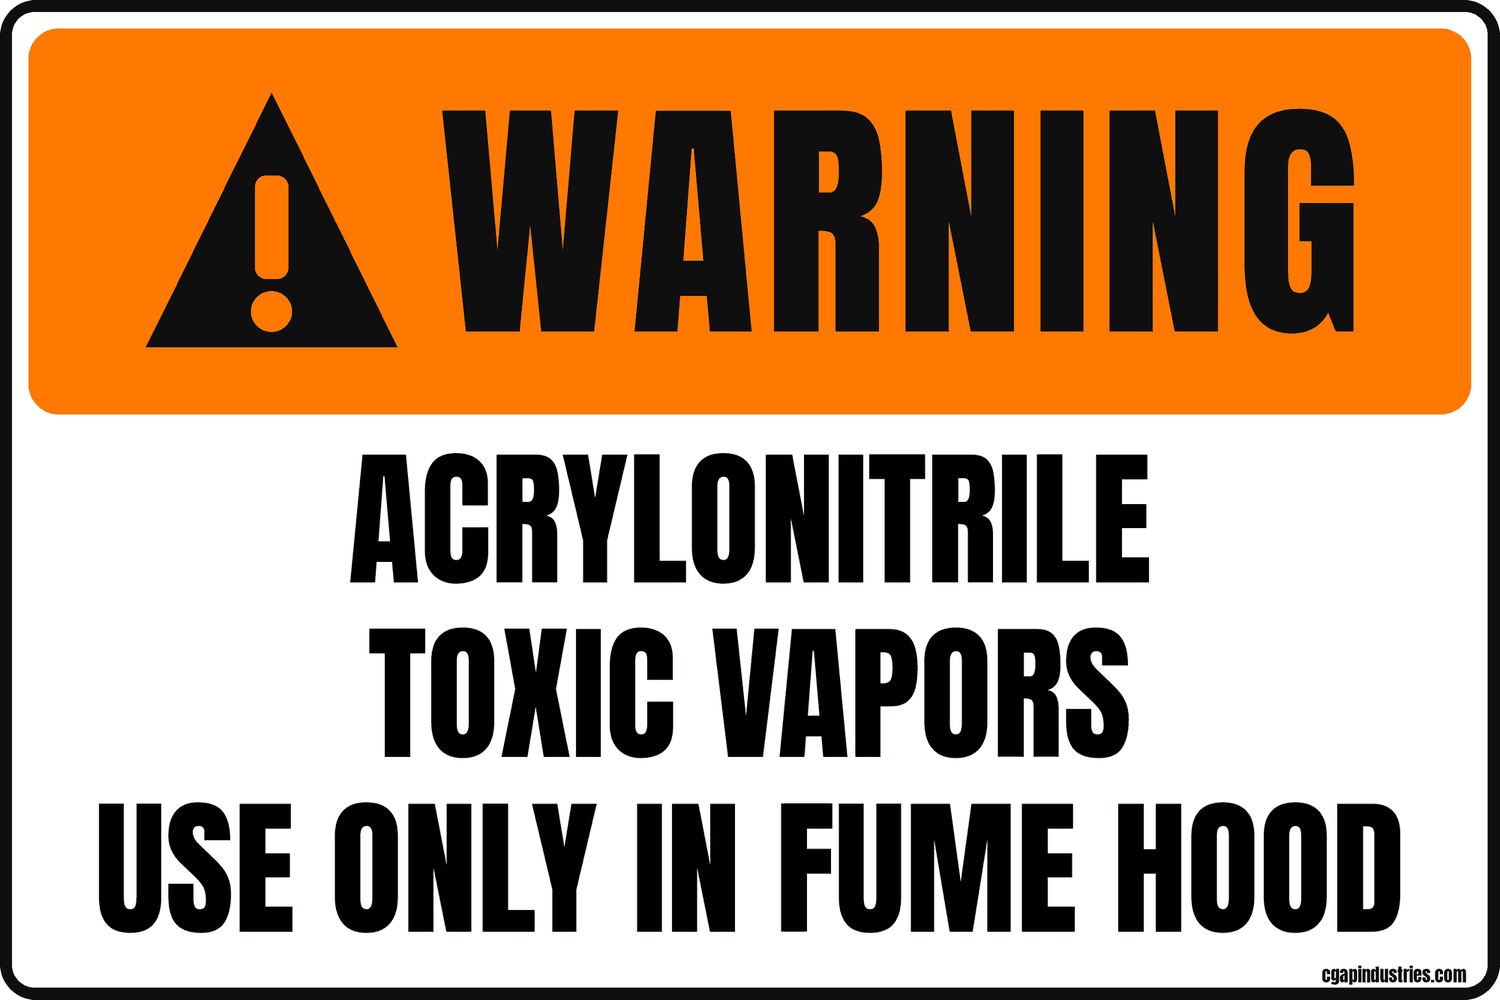 WARNING
ACRYLONITRILE
TOXIC VAPORS
USE ONLY IN FUME HOOD
cgapindustries.com